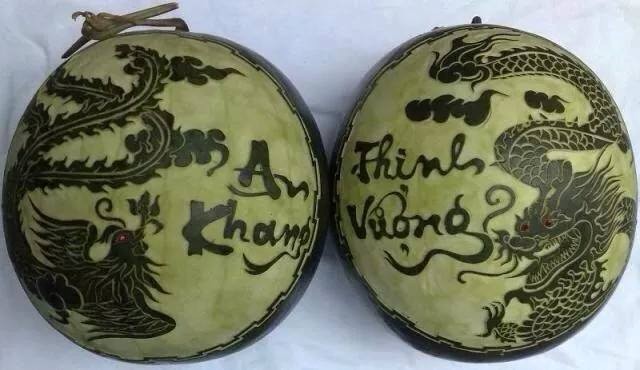 An
Khang
Thịnh
Vượng